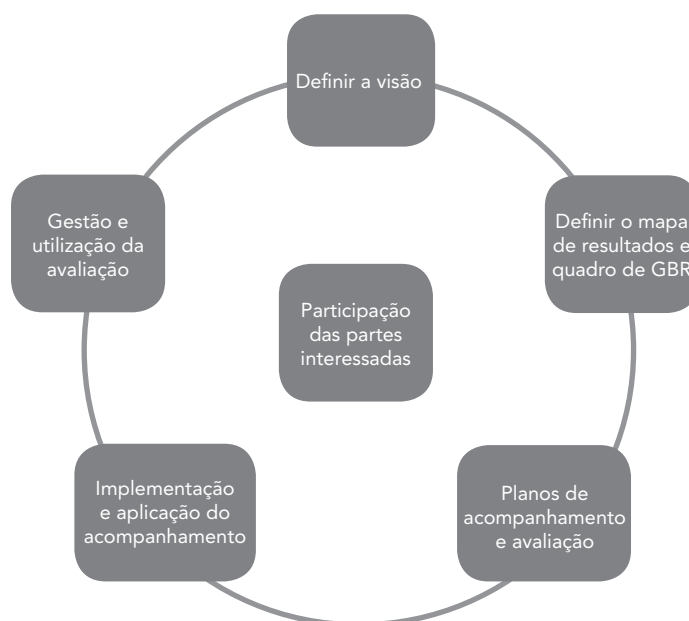 Definir a visão
Definir o mapa
de resultados e
quadro de GBR
Planos de
acompanhamento
e avaliação
Implementação
e aplicação do
acompanhamento
Gestão e
utilização da
avaliação
Participação
das partes
interessadas